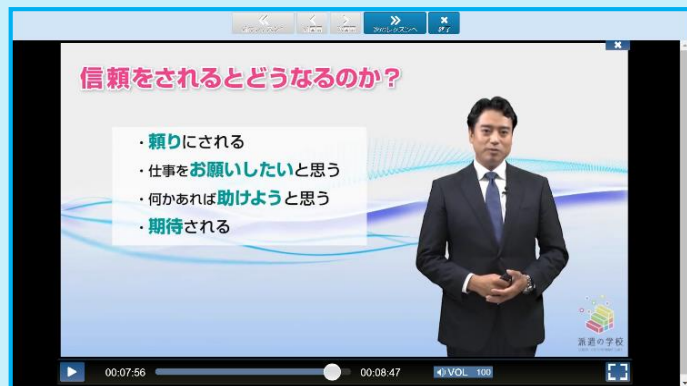 次のレッスンへ
終了
信頼をされるとどうなるのか？
・頼りにされる
・仕事をお願いしたいと思う
・何かあれば助けようと思う
・期待される
派遣の学校
00:07:56
00:08:47
VOL 100